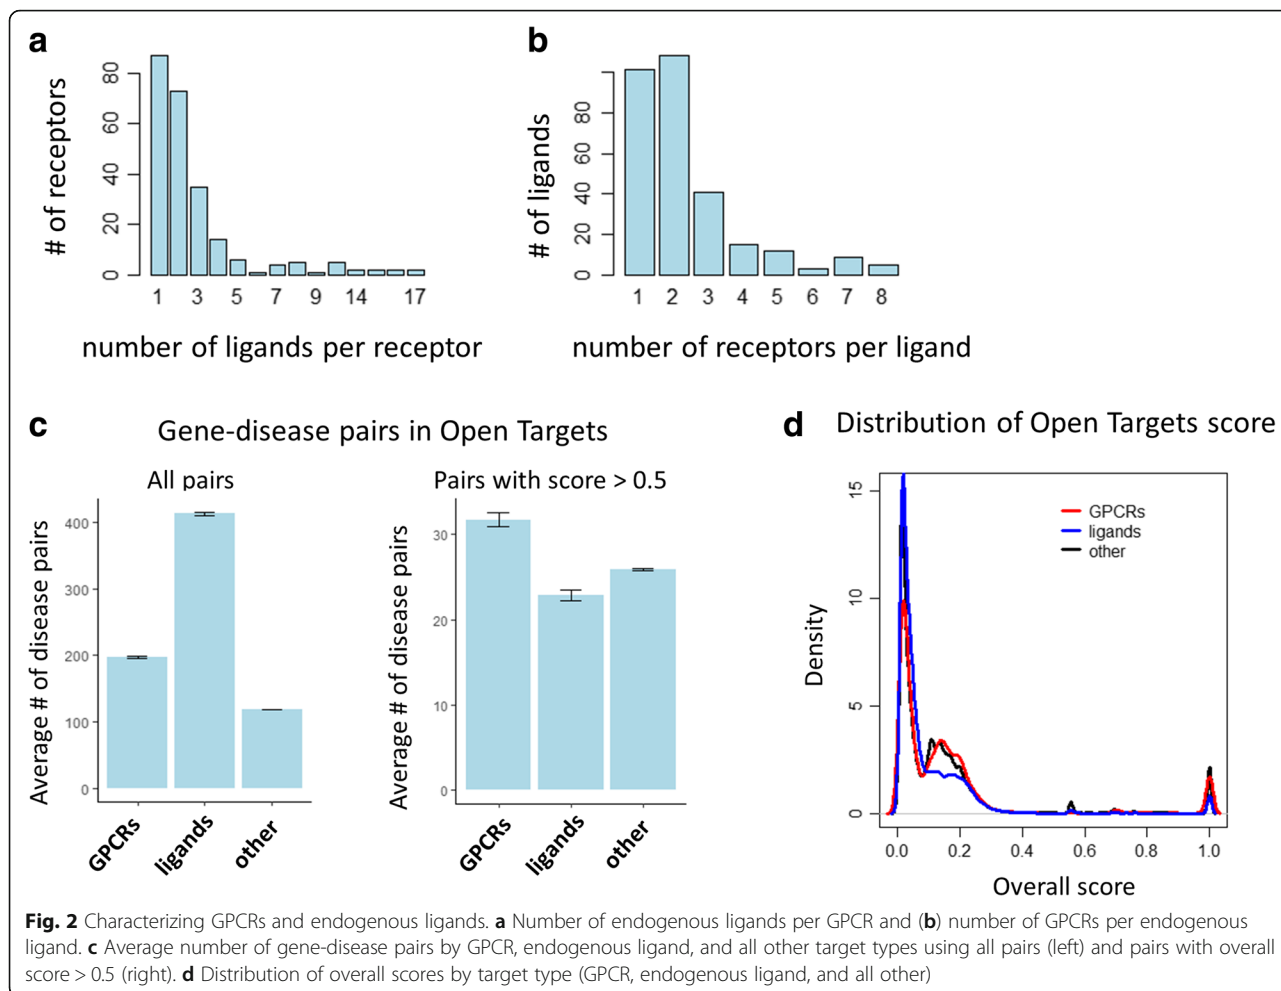 a
# of receptors
80
60
40
20
0
1 3 5 7 9 14 17
number of ligands per receptor
b
# of ligands
80
60
40
20
0
1 2 3 4 5 6 7 8
number of receptors per ligand
c
Gene-disease pairs in Open Targets
All pairs
Average # of disease pairs
400
300
200
100
0
GPCRs ligands other
Pairs with score > 0.5
Average # of disease pairs
30
20
10
0
GPCRs ligands other
d
Distribution of Open Targets score
Density
15
10
5
0
GPCRs
ligands
other
0.0 0.2 0.4 0.6 0.8 1.0
Overall score
Fig. 2 Characterizing GPCRs and endogenous ligands. a Number of endogenous ligands per GPCR and (b) number of GPCRs per endogenous
ligand. c Average number of gene-disease pairs by GPCR, endogenous ligand, and all other target types using all pairs (left) and pairs with overall
score > 0.5 (right). d Distribution of overall scores by target type (GPCR, endogenous ligand, and all other)